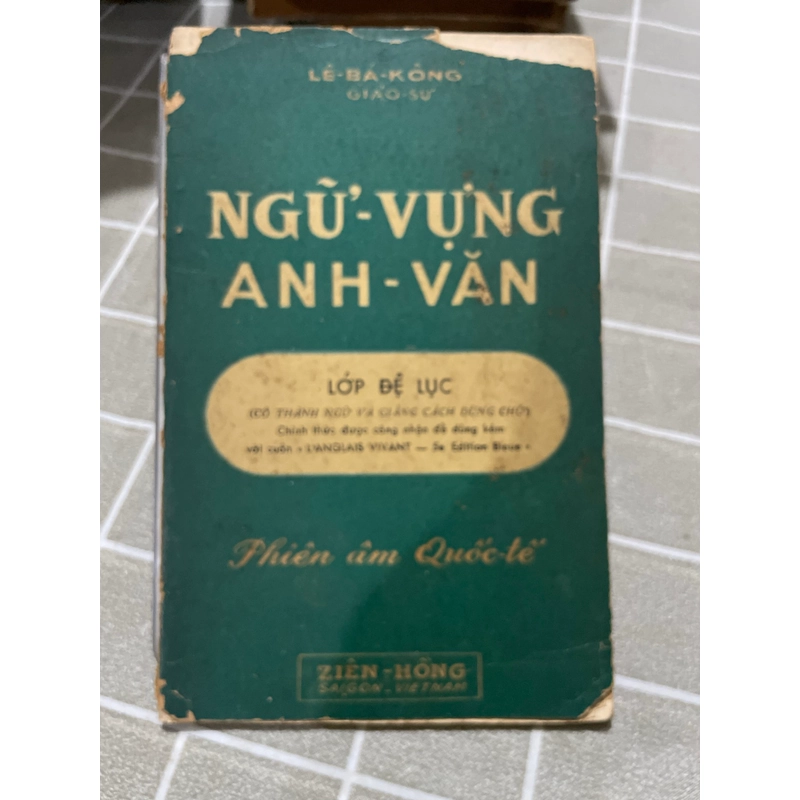 LÊ-BÁ-KÔNG
GIÁO-SƯ
NGỮ-VỰNG
ANH-VĂN
LỚP ĐỆ LỤC
(CÓ THÀNH NGỮ VÀ GIẢNG CÁCH DÙNG CHỮ)
Chính thức được công nhận để dùng kèm
với cuốn « L'ANGLAIS VIVANT — 5e Edition Bleue »
Phiên âm Quốc-tế
ZIÊN-HỒNG
SAIGON - VIETNAM